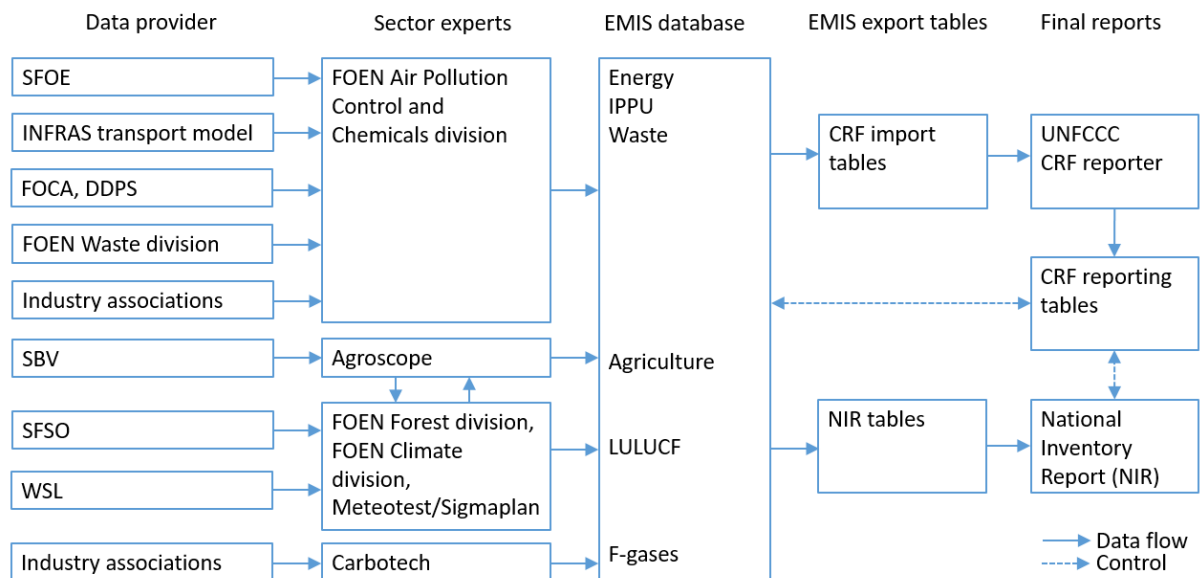 Data provider
Sector experts
EMIS database
EMIS export tables
Final reports
SFOE
INFRAS transport model
FOCA, DDPS
FOEN Waste division
Industry associations
SBV
SFSO
WSL
Industry associations
FOEN Air Pollution
Control and
Chemicals division
Agroscope
FOEN Forest division,
FOEN Climate
division,
Meteotest/Sigmaplan
Carbotech
Energy
IPPU
Waste
Agriculture
LULUCF
F-gases
CRF import
tables
NIR tables
UNFCCC
CRF reporter
CRF reporting
tables
National
Inventory
Report (NIR)
Data flow
Control